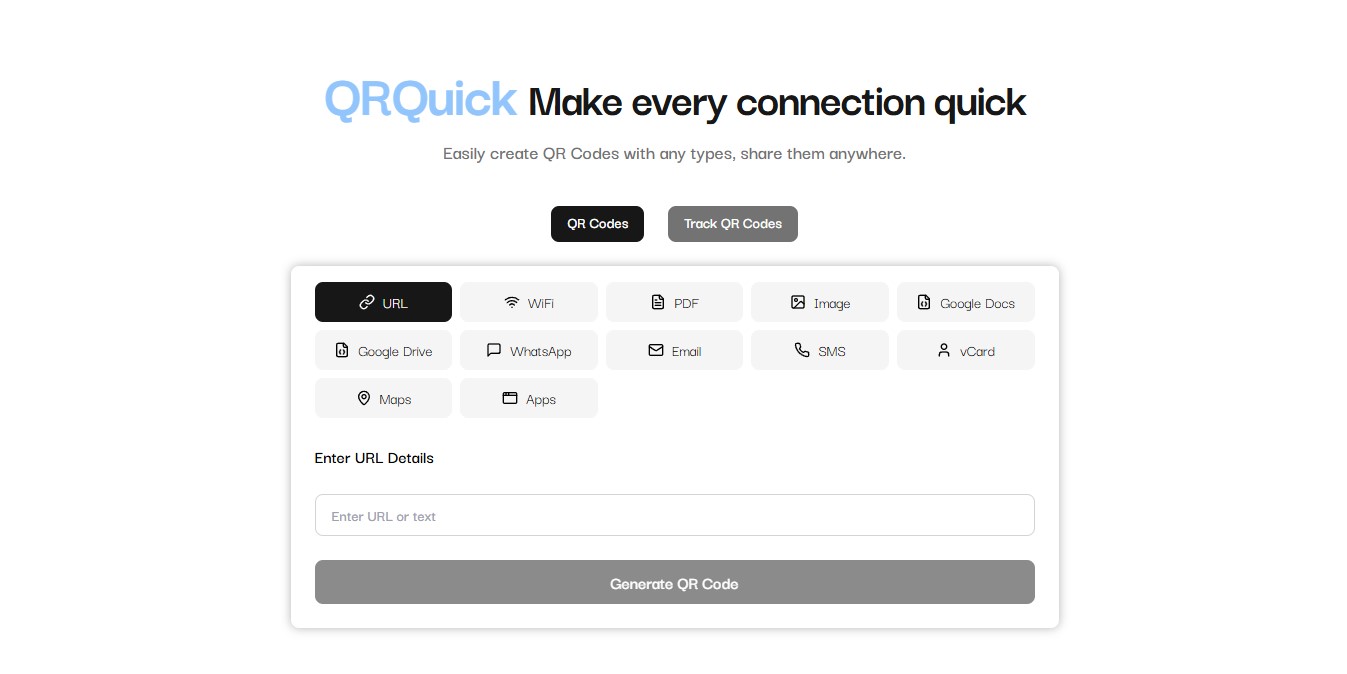 QRQuick Make every connection quick
Easily create QR Codes with any types, share them anywhere.
QR Codes Track QR Codes
URL WiFi PDF Image Google Docs
Google Drive WhatsApp Email SMS vCard
Maps Apps
Enter URL Details
Enter URL or text
Generate QR Code